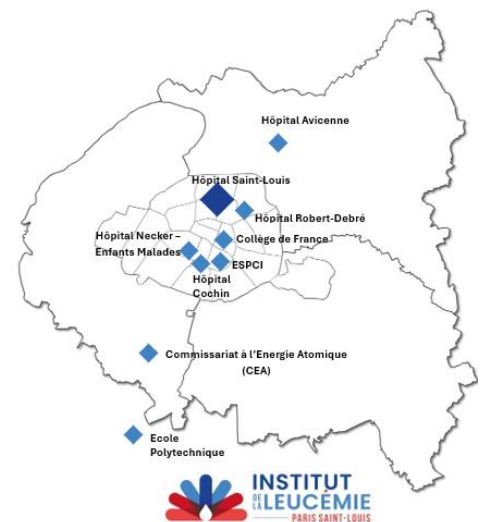 Hôpital Avicenne
Hôpital Saint-Louis
Hôpital Robert-Debré
Hôpital Necker –
Enfants Malades
Collège de France
ESPCI
Hôpital
Cochin
Commissariat à l'Energie Atomique
(CEA)
Ecole
Polytechnique
INSTITUT
DE LA LEUCÉMIE
PARIS SAINT-LOUIS